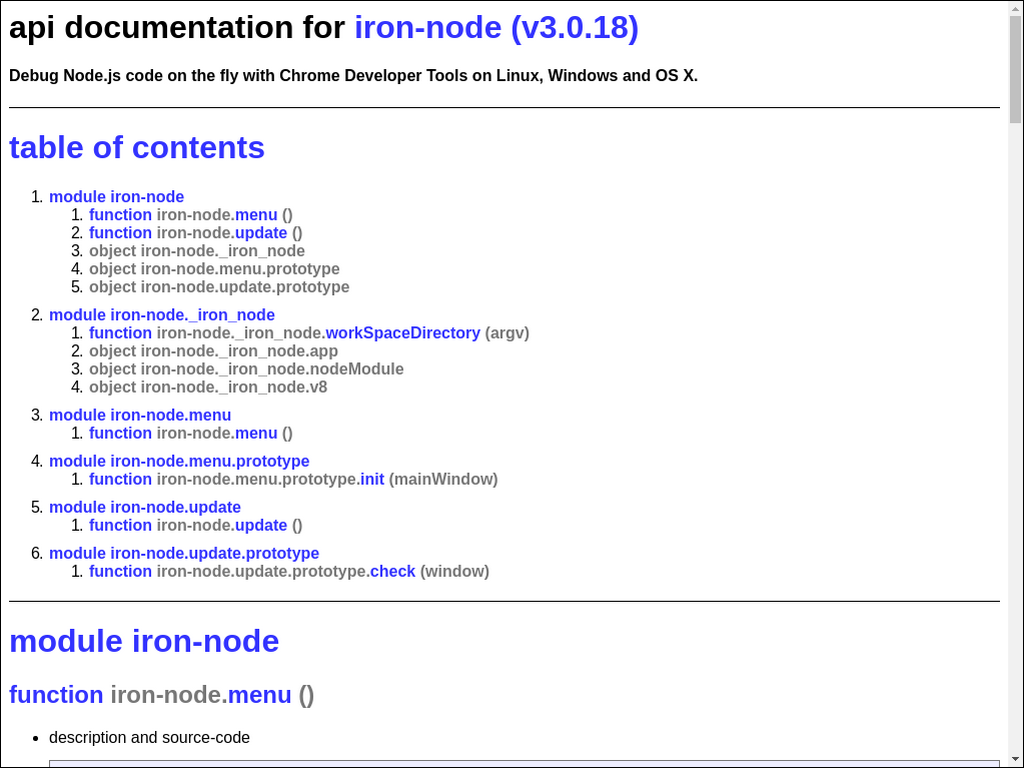 api documentation for iron-node (v3.0.18)
Debug Node.js code on the fly with Chrome Developer Tools on Linux, Windows and OS X.
table of contents
1. module iron-node
1. function iron-node.menu ()
2. function iron-node.update ()
3. object iron-node._iron_node
4. object iron-node.menu.prototype
5. object iron-node.update.prototype
2. module iron-node._iron_node
1. function iron-node._iron_node.workSpaceDirectory (argv)
2. object iron-node._iron_node.app
3. object iron-node._iron_node.nodeModule
4. object iron-node._iron_node.v8
3. module iron-node.menu
1. function iron-node.menu ()
4. module iron-node.menu.prototype
1. function iron-node.menu.prototype.init (mainWindow)
5. module iron-node.update
1. function iron-node.update ()
6. module iron-node.update.prototype
1. function iron-node.update.prototype.check (window)
module iron-node
function iron-node.menu ()
• description and source-code